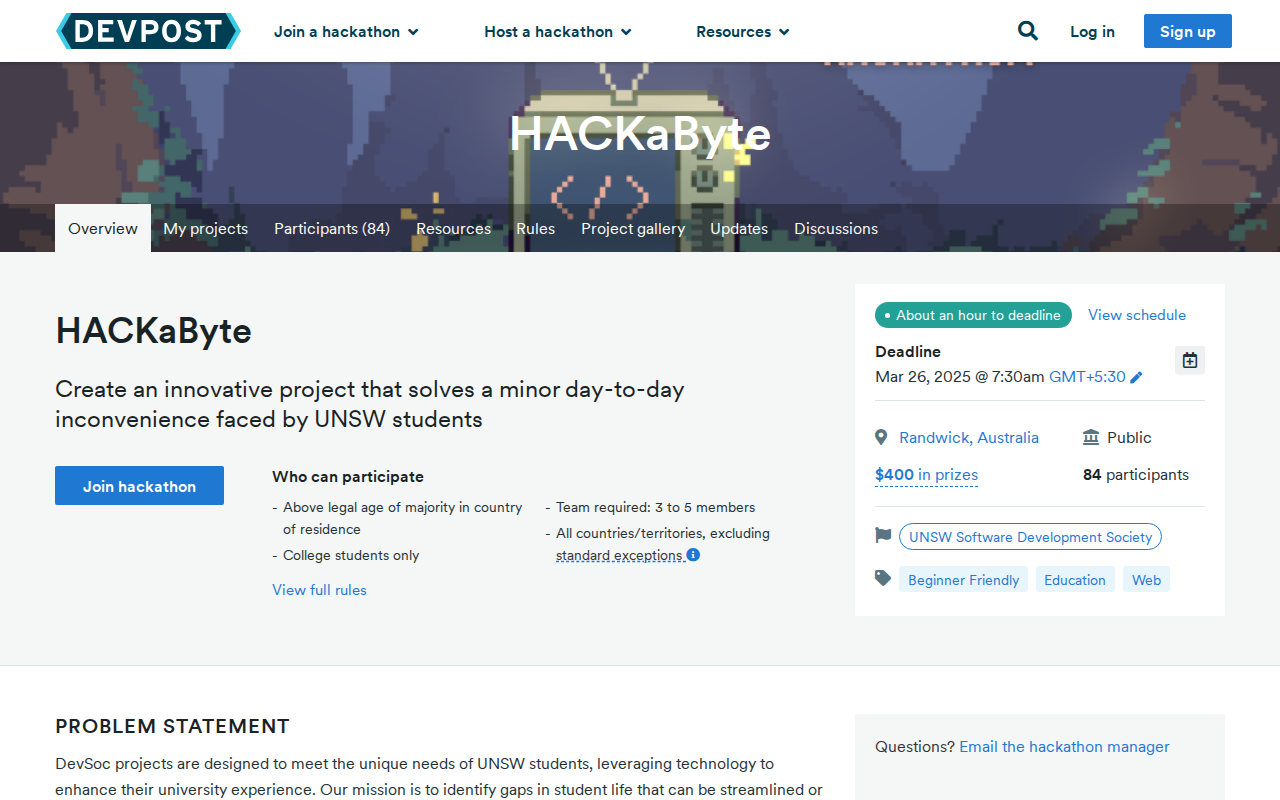 DEVPOST
Join a hackathon
Host a hackathon
Resources
Log in
Sign up
HACKaByte
</>
Overview
My projects
Participants (84)
Resources
Rules
Project gallery
Updates
Discussions
HACKaByte
Create an innovative project that solves a minor day-to-day
inconvenience faced by UNSW students
Join hackathon
Who can participate
- Above legal age of majority in country
of residence
- College students only
- Team required: 3 to 5 members
- All countries/territories, excluding
standard exceptions
View full rules
About an hour to deadline
View schedule
Deadline
Mar 26, 2025 @ 7:30am GMT+5:30
Randwick, Australia
Public
$400 in prizes
84 participants
UNSW Software Development Society
Beginner Friendly
Education
Web
PROBLEM STATEMENT
DevSoc projects are designed to meet the unique needs of UNSW students, leveraging technology to
enhance their university experience. Our mission is to identify gaps in student life that can be streamlined or
Questions? Email the hackathon manager